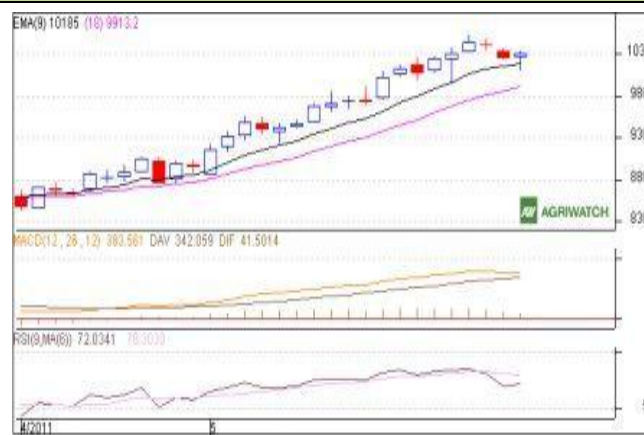 EMA(9) 10185 (18) 9913.2
103
98
93
88
AGRIWATCH
83
MACD(12, 26, 12) 383.561 DAV 342.059 DIF 41.5014
RSI(9,MA(6)) 72.0341
4/2011 5